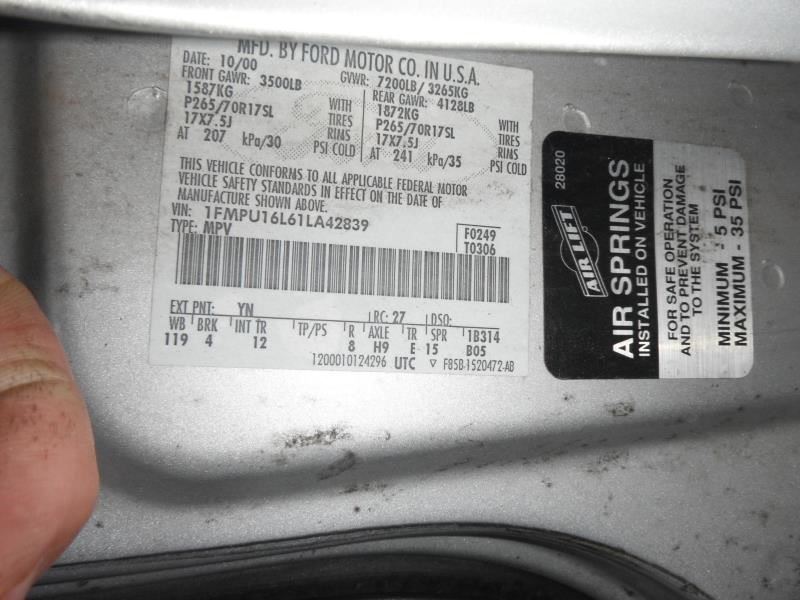 MFD. BY FORD MOTOR CO. IN U.S.A.
DATE: 10/00 GVWR: 7200LB/ 3265KG
FRONT GAWR: 3500LB REAR GAWR: 4128LB
1587KG WITH 1872KG WITH
P265/70R17SL TIRES P265/70R17SL TIRES
17X7.5J RIMS 17X7.5J RIMS
AT 207 kPa/30 PSI COLD AT 241 kPa/35 PSI COLD
THIS VEHICLE CONFORMS TO ALL APPLICABLE FEDERAL MOTOR
VEHICLE SAFETY STANDARDS IN EFFECT ON THE DATE OF
MANUFACTURE SHOWN ABOVE.
VIN: 1FMPU16L61LA42839
TYPE: MPV
F0249
T0306
EXT PNT: YN RC: 27 DSO:
WB BRK INT TR TP/PS R AXLE TR SPR 1B314
119 4 12 8 H9 E 15 B05
1200010124296 UTC ▽ F85B-1520472-AB
28020
AIR LIFT
AIR SPRINGS
INSTALLED ON VEHICLE
FOR SAFE OPERATION
AND TO PREVENT DAMAGE
TO THE SYSTEM
MINIMUM - 5 PSI
MAXIMUM - 35 PSI